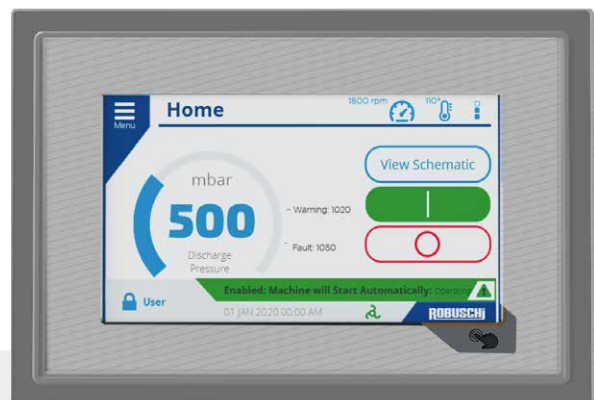 Menu
Home
1800 rpm
110°
mbar
500
Discharge
Pressure
- Warning: 1020
- Fault: 1050
View Schematic
Enabled: Machine will Start Automatically:
User
01 JAN 2020 00:00 AM
ROBUSCHI